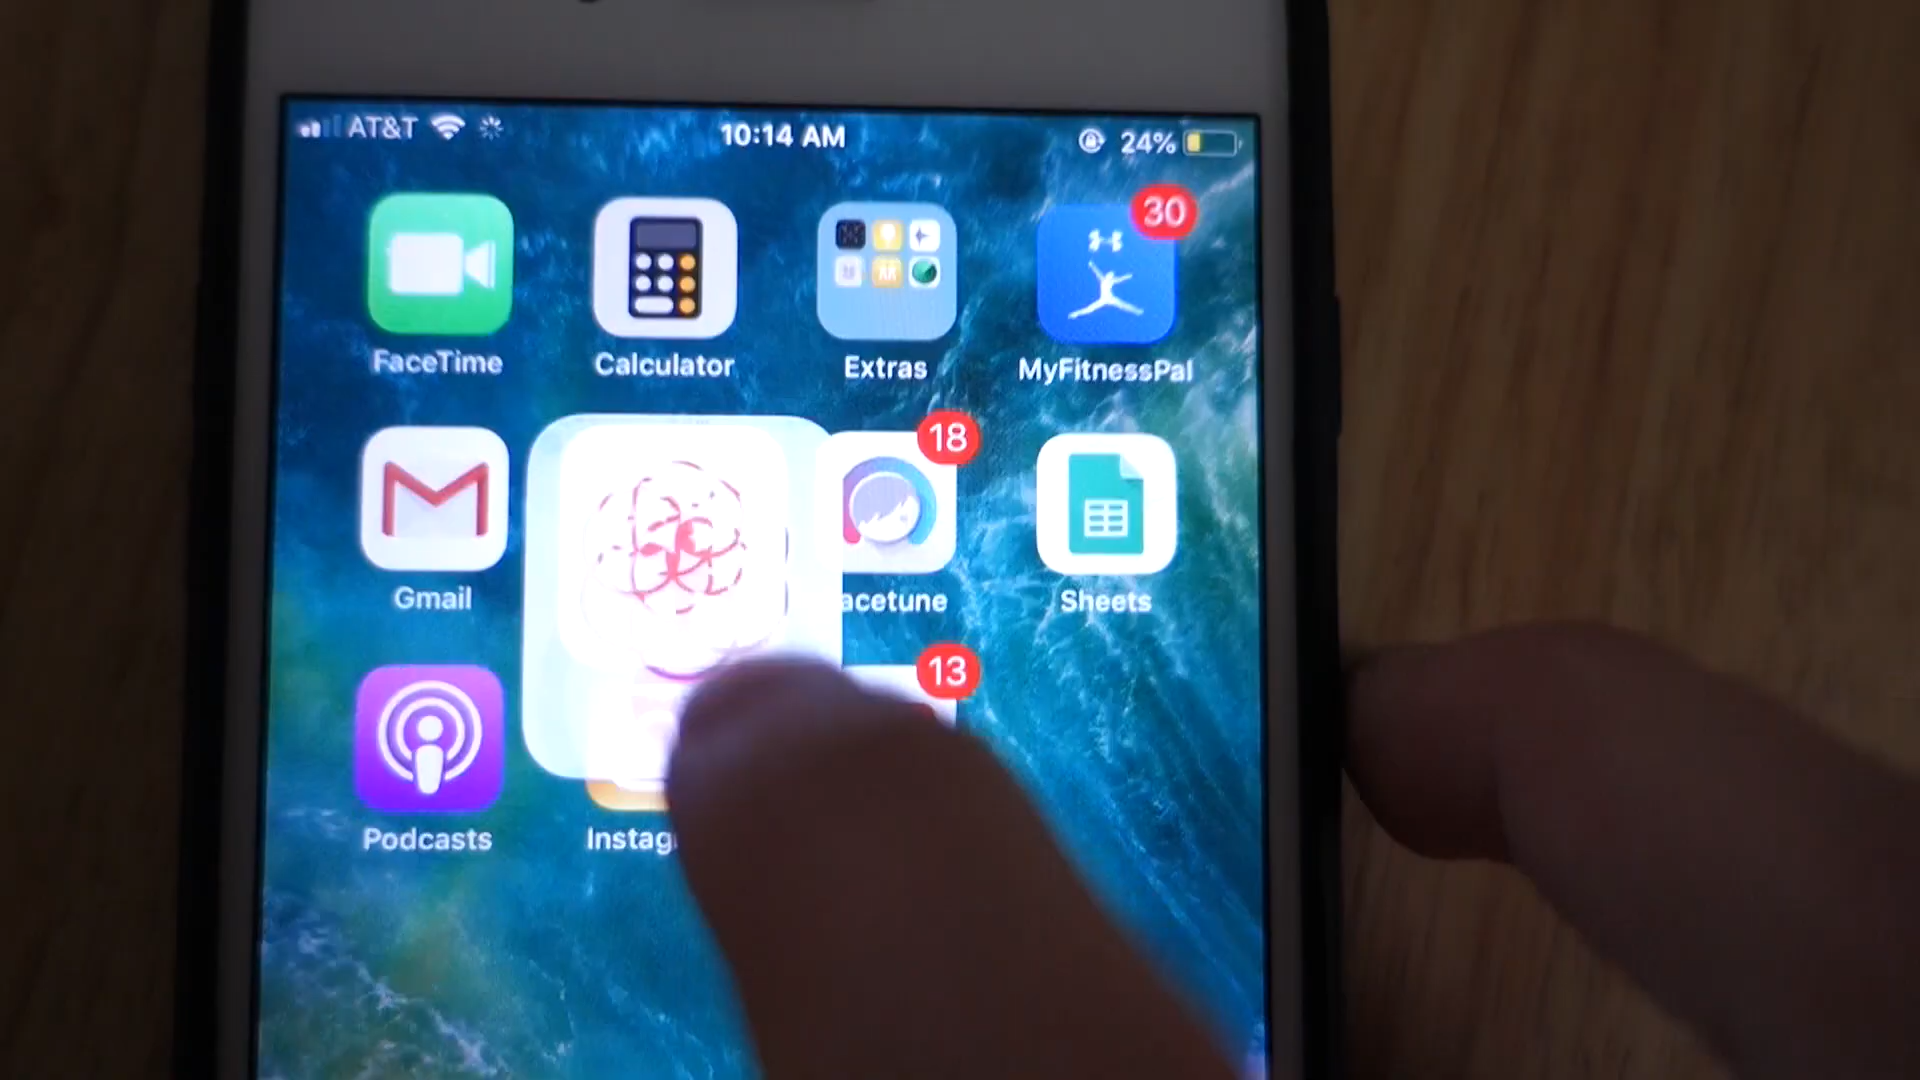 AT&T 10:14 AM 24%
30
FaceTime Calculator Extras MyFitnessPal
18
Gmail acetune Sheets
13
Podcasts Instag